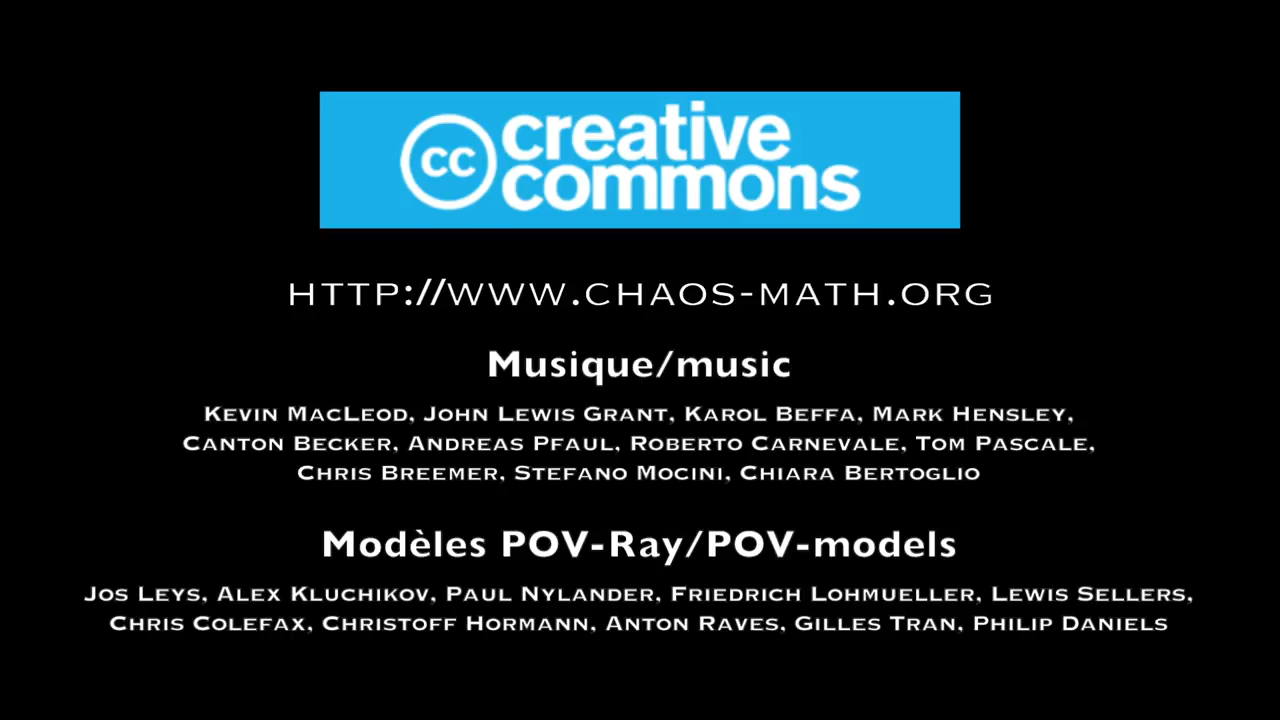 cc creative
commons
HTTP://WWW.CHAOS-MATH.ORG
Musique/music
KEVIN MACLEOD, JOHN LEWIS GRANT, KAROL BEFFA, MARK HENSLEY,
CANTON BECKER, ANDREAS PFAUL, ROBERTO CARNEVALE, TOM PASCALE,
CHRIS BREEMER, STEFANO MOCINI, CHIARA BERTOGLIO
Modèles POV-Ray/POV-models
JOS LEYS, ALEX KLUCHIKOV, PAUL NYLANDER, FRIEDRICH LOHMUELLER, LEWIS SELLERS,
CHRIS COLEFAX, CHRISTOFF HORMANN, ANTON RAVES, GILLES TRAN, PHILIP DANIELS